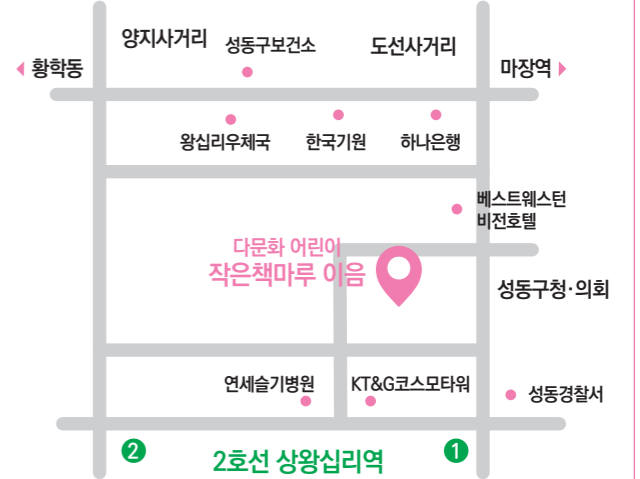 양지사거리
성동구보건소
도선사거리
황학동
마장역
왕십리우체국
한국기원
하나은행
베스트웨스턴
비전호텔
다문화 어린이
작은책마루 이음
성동구청·의회
연세슬기병원
KT&G코스모타워
성동경찰서
2
2호선 상왕십리역
1